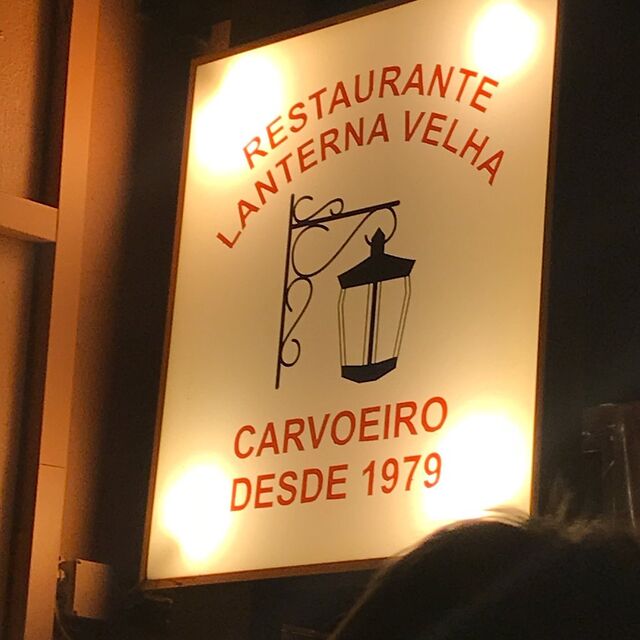 RESTAURANTE
LANTERNA VELHA
CARVOEIRO
DESDE 1979